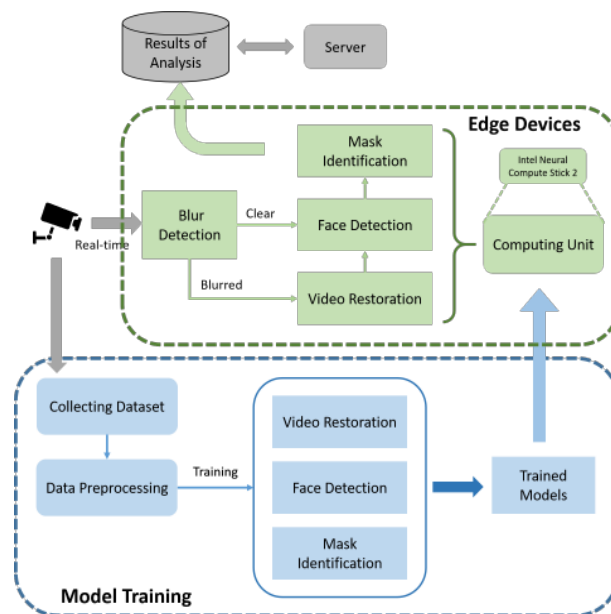 Results of
Analysis
Server
Edge Devices
Mask
Identification
Intel Neural
Compute Stick 2
Blur
Detection
Clear
Face Detection
Computing Unit
Real-time
Blurred
Video Restoration
Collecting Dataset
Video Restoration
Data Preprocessing
Training
Face Detection
Trained
Models
Mask
Identification
Model Training